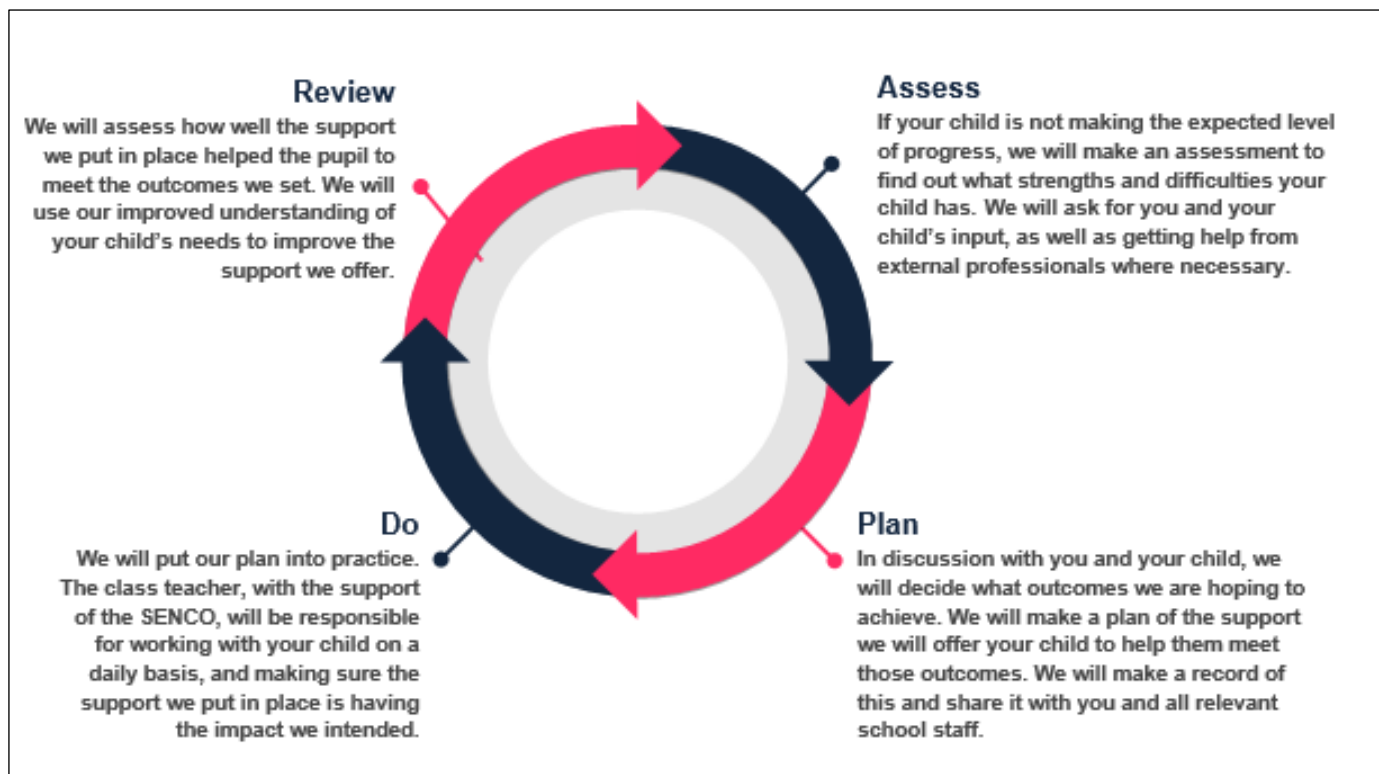 Assess
If your child is not making the expected level
of progress, we will make an assessment to
find out what strengths and difficulties your
child has. We will ask for you and your
child's input, as well as getting help from
external professionals where necessary.
Plan
In discussion with you and your child, we
will decide what outcomes we are hoping to
achieve. We will make a plan of the support
we will offer your child to help them meet
those outcomes. We will make a record of
this and share it with you and all relevant
school staff.
Do
We will put our plan into practice.
The class teacher, with the support
of the SENCO, will be responsible
for working with your child on a
daily basis, and making sure the
support we put in place is having
the impact we intended.
Review
We will assess how well the support
we put in place helped the pupil to
meet the outcomes we set. We will
use our improved understanding of
your child's needs to improve the
support we offer.